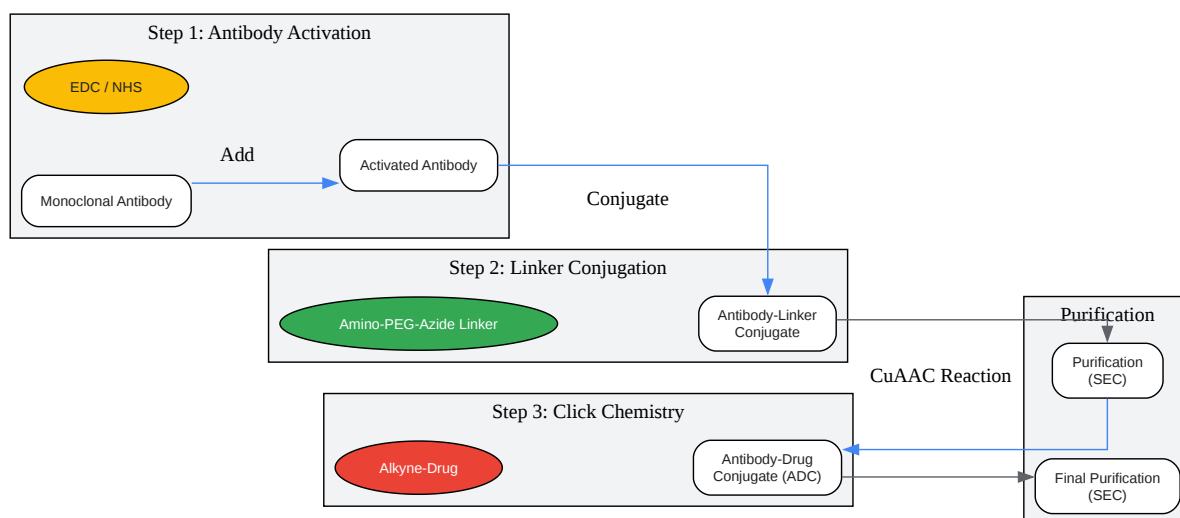 Step 1: Antibody Activation
EDC / NHS
Add
Activated Antibody
Monoclonal Antibody
Conjugate
Step 2: Linker Conjugation
Amino-PEG-Azide Linker
Antibody-Linker
Conjugate
Purification
Purification
(SEC)
CuAAC Reaction
Step 3: Click Chemistry
Alkyne-Drug
Antibody-Drug
Conjugate (ADC)
Final Purification
(SEC)